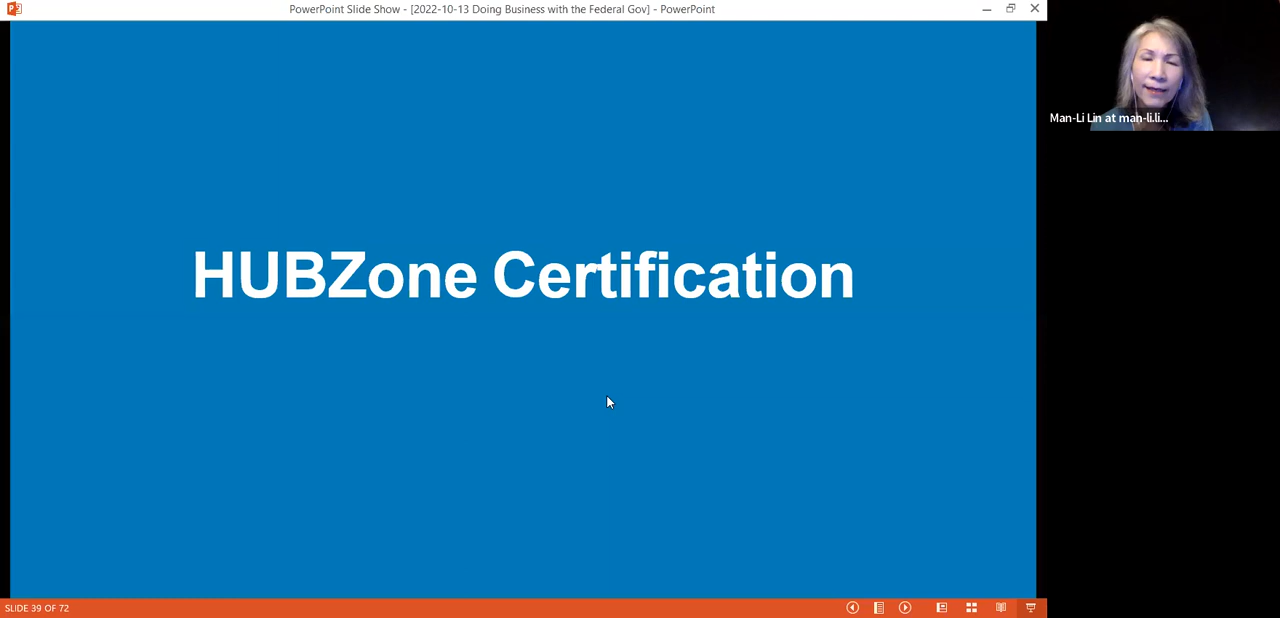 PowerPoint Slide Show - [2022-10-13 Doing Business with the Federal Gov] - PowerPoint
Man-Li Lin at man-li.li...
HUBZone Certification
SLIDE 39 OF 72